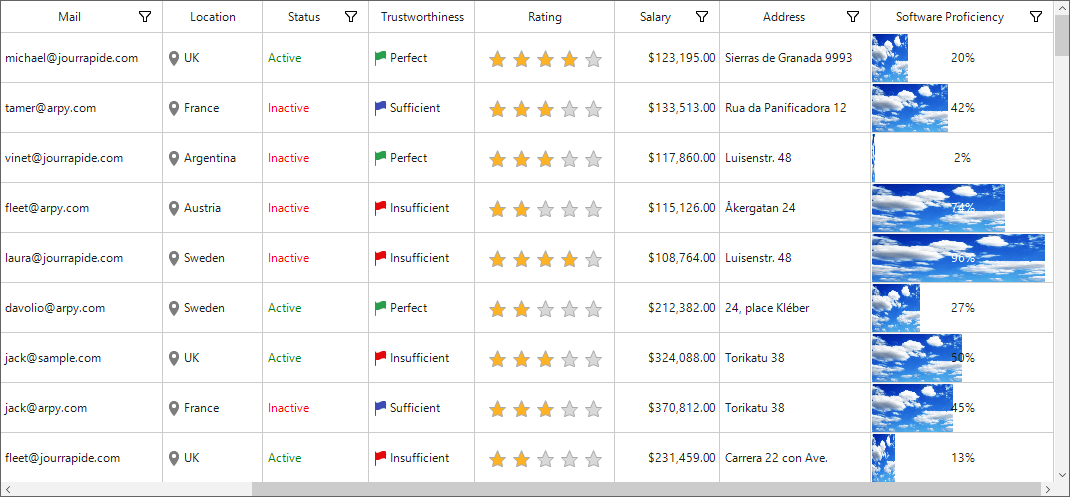 Mail Location Status Trustworthiness Rating Salary Address Software Proficiency
michael@jourrapide.com UK Active Perfect $123,195.00 Sierras de Granada 9993 20%
tamer@arpy.com France Inactive Sufficient $133,513.00 Rua da Panificadora 12 42%
vinet@jourrapide.com Argentina Inactive Perfect $117,860.00 Luisenstr. 48 2%
fleet@arpy.com Austria Inactive Insufficient $115,126.00 Åkergatan 24 74%
laura@jourrapide.com Sweden Inactive Insufficient $108,764.00 Luisenstr. 48 96%
davolio@arpy.com Sweden Active Perfect $212,382.00 24, place Kléber 27%
jack@sample.com UK Active Insufficient $324,088.00 Torikatu 38 50%
jack@arpy.com France Inactive Sufficient $370,812.00 Torikatu 38 45%
fleet@jourrapide.com UK Active Insufficient $231,459.00 Carrera 22 con Ave. 13%